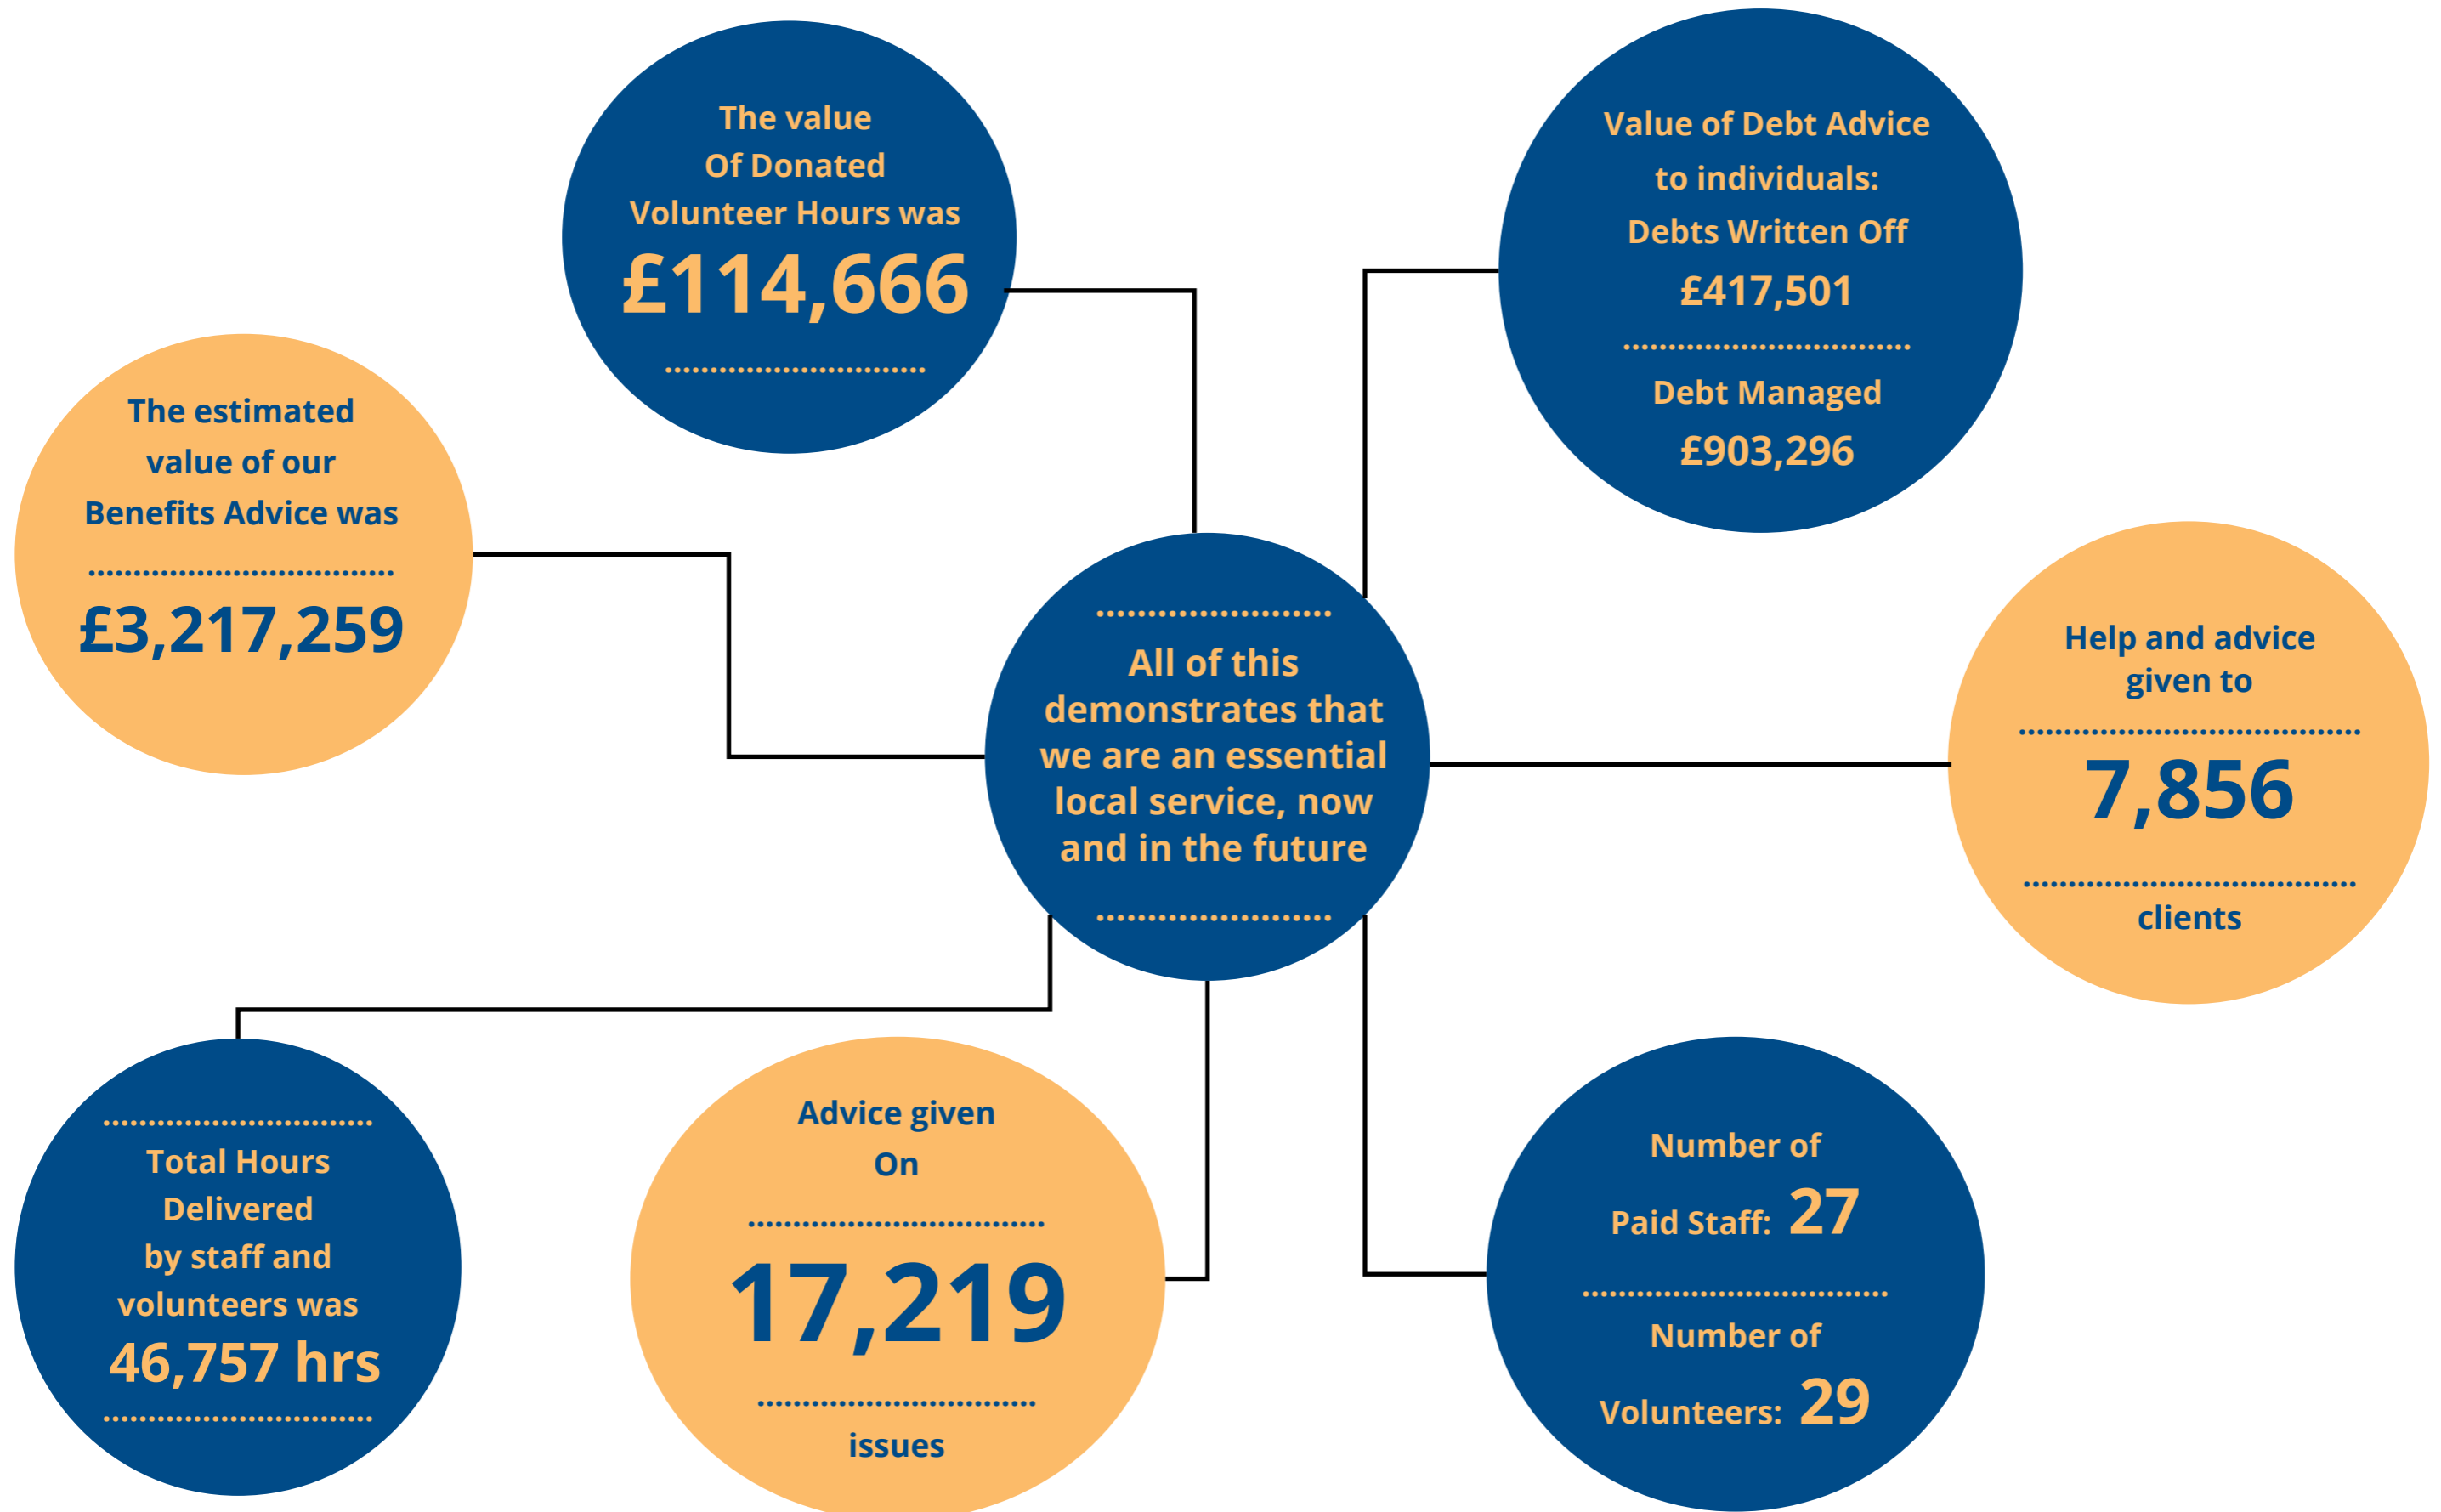 The value
Of Donated
Volunteer Hours was
£114,666
Value of Debt Advice
to individuals:
Debts Written Off
£417,501
Debt Managed
£903,296
The estimated
value of our
Benefits Advice was
£3,217,259
All of this
demonstrates that
we are an essential
local service, now
and in the future
Help and advice
given to
7,856
clients
Total Hours
Delivered
by staff and
volunteers was
46,757 hrs
Advice given
On
17,219
issues
Number of
Paid Staff: 27
Number of
Volunteers: 29